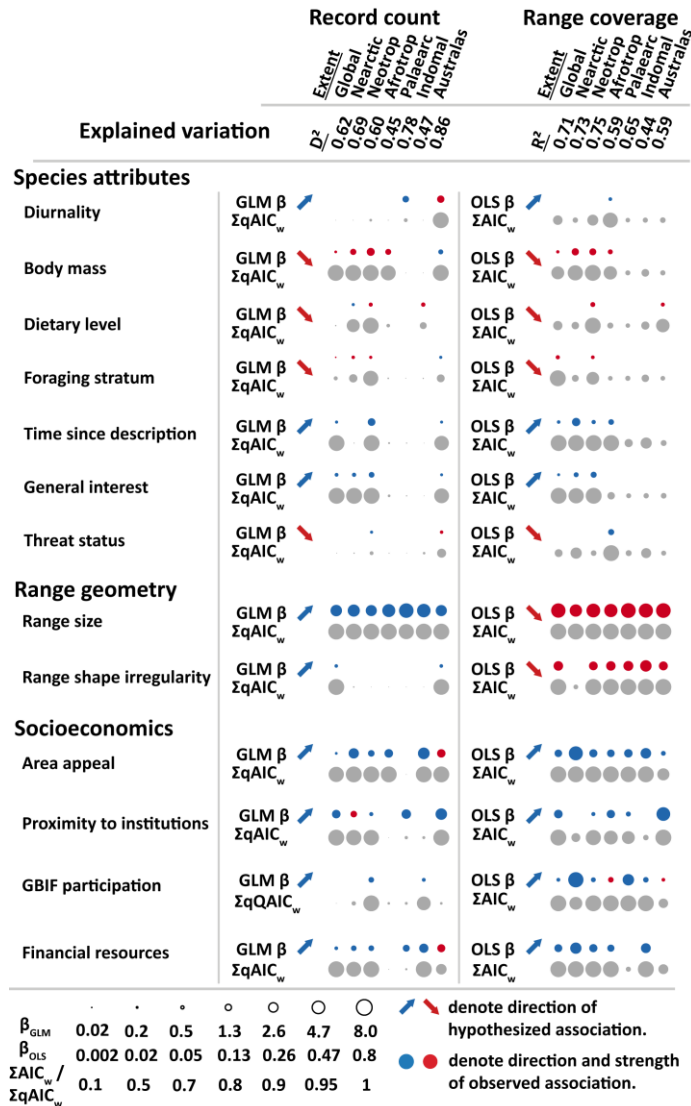 Record count Range coverage
Extent Global Nearctic Neotrop Afrotrop Palaearc Indomal Australas Extent Global Nearctic Neotrop Afrotrop Palaearc Indomal Australas
Explained variation D² 0.62 0.69 0.60 0.45 0.78 0.47 0.86 R² 0.71 0.73 0.75 0.59 0.65 0.44 0.59
Species attributes
Diurnality GLM β OLS β
ΣqAICw ΣAICw
Body mass GLM β OLS β
ΣqAICw ΣAICw
Dietary level GLM β OLS β
ΣqAICw ΣAICw
Foraging stratum GLM β OLS β
ΣqAICw ΣAICw
Time since description GLM β OLS β
ΣqAICw ΣAICw
General interest GLM β OLS β
ΣqAICw ΣAICw
Threat status GLM β OLS β
ΣqAICw ΣAICw
Range geometry
Range size GLM β OLS β
ΣqAICw ΣAICw
Range shape irregularity GLM β OLS β
ΣqAICw ΣAICw
Socioeconomics
Area appeal GLM β OLS β
ΣqAICw ΣAICw
Proximity to institutions GLM β OLS β
ΣqAICw ΣAICw
GBIF participation GLM β OLS β
ΣqQAICw ΣAICw
Financial resources GLM β OLS β
ΣqAICw ΣAICw
βGLM 0.02 0.2 0.5 1.3 2.6 4.7 8.0
βOLS 0.002 0.02 0.05 0.13 0.26 0.47 0.8
ΣAICw / ΣqAICw 0.1 0.5 0.7 0.8 0.9 0.95 1
denote direction of
hypothesized association.
denote direction and strength
of observed association.